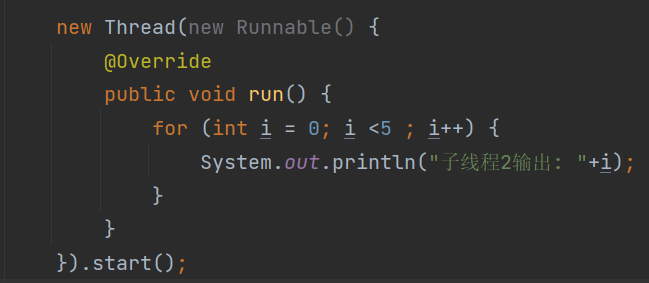 new Thread(new Runnable() {
@Override
public void run() {
for (int i = 0; i <5 ; i++) {
System.out.println("子线程2输出: "+i);
}
}
}).start();